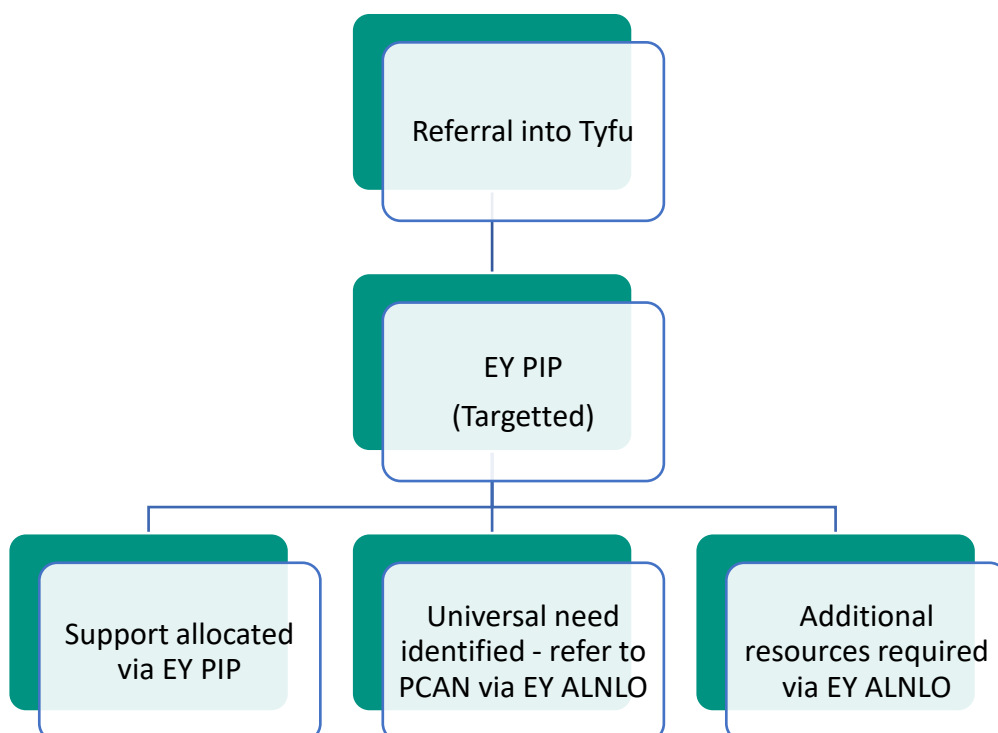 Referral into Tyfu
EY PIP
(Targetted)
Support allocated
via EY PIP
Universal need
identified - refer to
PCAN via EY ALNLO
Additional
resources required
via EY ALNLO